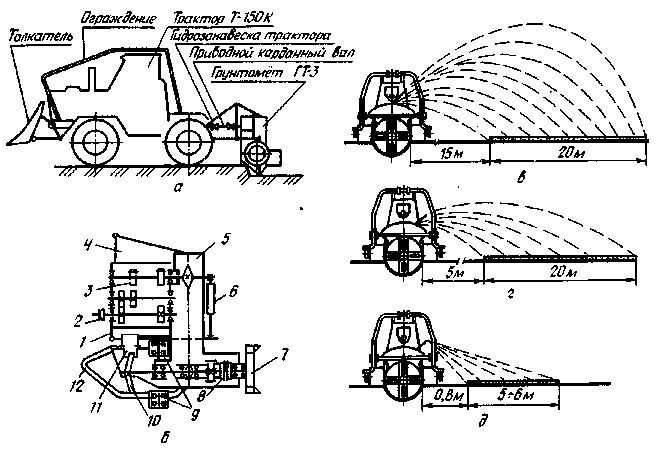 Толкатель
Ограждение
Трактор Т-150К
Гидрозанавеска трактора
Приводной карданный вал
Грунтомёт ГТ-3
а
15м
20м
в
4
5
3
6
2
1
7
12
11
10
9
8
б
5м
20м
г
0,8м
5÷6м
д